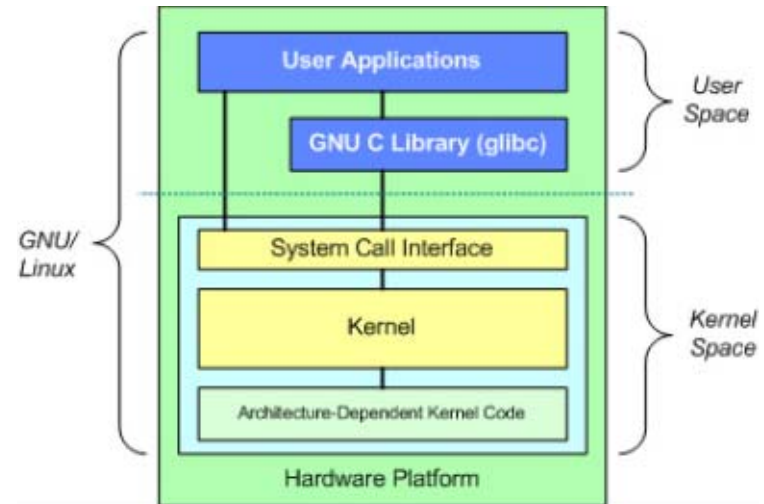 User Applications
User
Space
GNU C Library (glibc)
GNU/
Linux
System Call Interface
Kernel
Kernel
Space
Architecture-Dependent Kernel Code
Hardware Platform